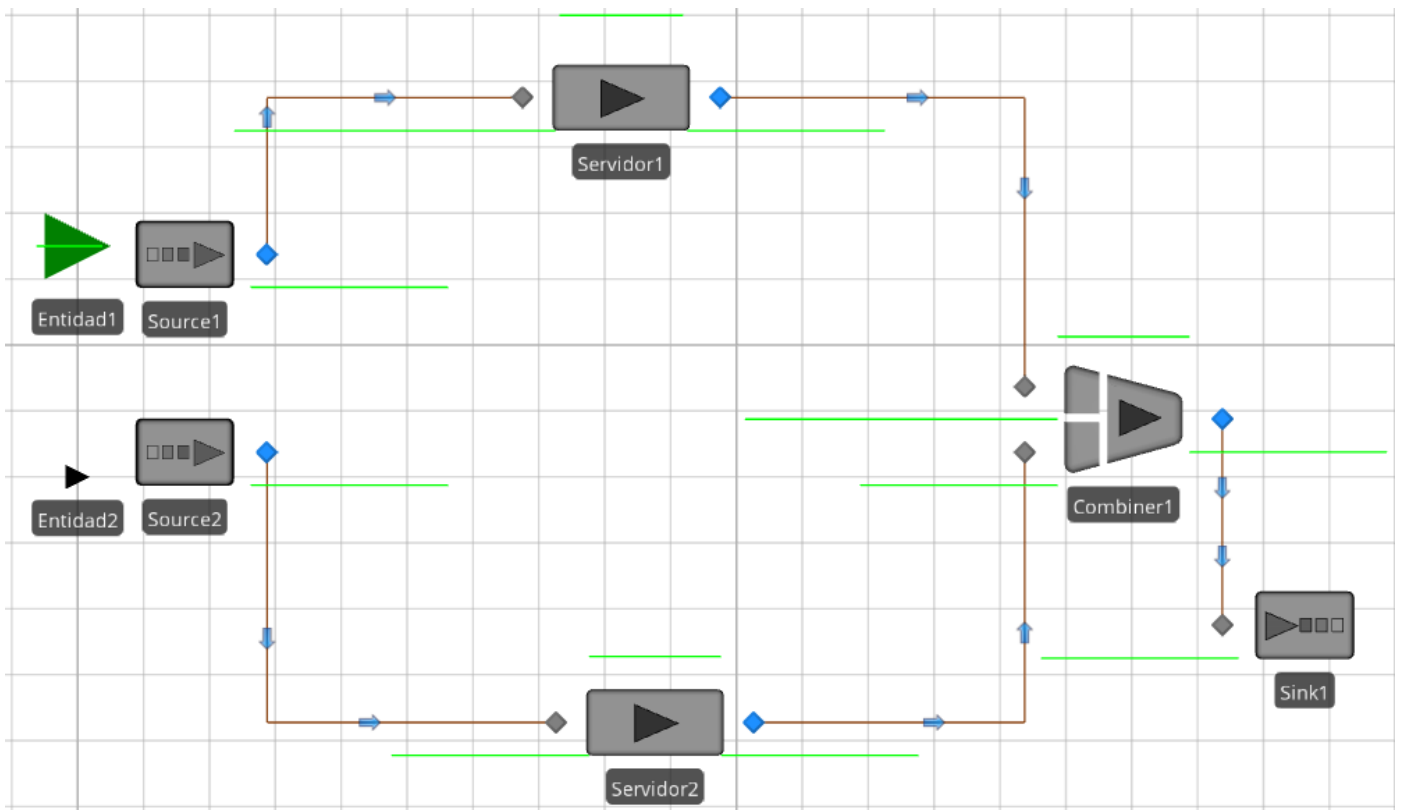 Servidor1
Entidad1
Source1
Entidad2
Source2
Combiner1
Sink1
Servidor2